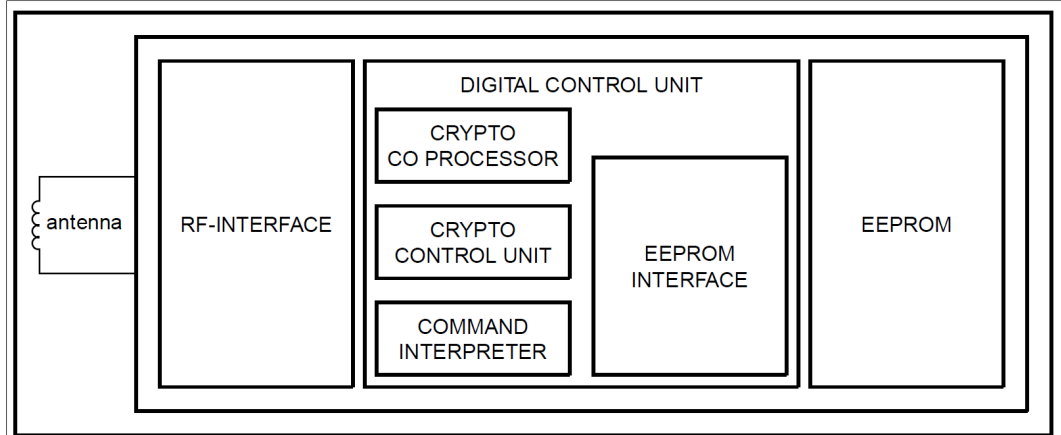 antenna
RF-INTERFACE
DIGITAL CONTROL UNIT
CRYPTO
CO PROCESSOR
CRYPTO
CONTROL UNIT
COMMAND
INTERPRETER
EEPROM
INTERFACE
EEPROM